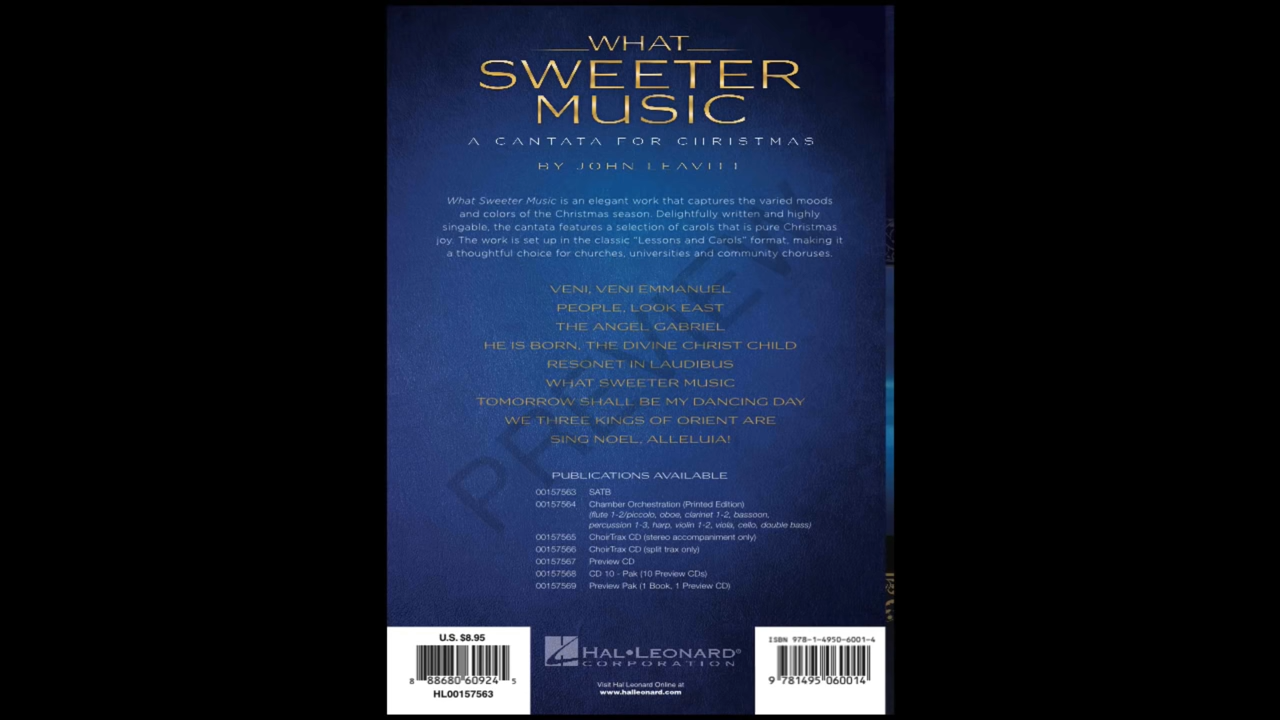 WHAT
SWEETER
MUSIC
A CANTATA FOR CHRISTMAS
BY JOHN LEAVITT
What Sweeter Music is an elegant work that captures the varied moods
and colors of the Christmas season. Delightfully written and highly
singable, the cantata features a selection of carols that is pure Christmas
joy. The work is set up in the classic "Lessons and Carols" format, making it
a thoughtful choice for churches, universities and community choruses.
VENI, VENI EMMANUEL
PEOPLE, LOOK EAST
THE ANGEL GABRIEL
HE IS BORN, THE DIVINE CHRIST CHILD
RESONET IN LAUDIBUS
WHAT SWEETER MUSIC
TOMORROW SHALL BE MY DANCING DAY
WE THREE KINGS OF ORIENT ARE
SING NOEL, ALLELUIA!
PREVIEW
PUBLICATIONS AVAILABLE
00157563 SATB
00157564 Chamber Orchestration (Printed Edition)
(flute 1-2/piccolo, oboe, clarinet 1-2, bassoon,
percussion 1-3, harp, violin 1-2, viola, cello, double bass)
00157565 ChoirTrax CD (stereo accompaniment only)
00157566 ChoirTrax CD (split trax only)
00157567 Preview CD
00157568 CD 10 - Pak (10 Preview CDs)
00157569 Preview Pak (1 Book, 1 Preview CD)
U.S. $8.95
8 88680 60924 5
HL00157563
HAL•LEONARD®
CORPORATION
Visit Hal Leonard Online at
www.halleonard.com
ISBN 978-1-4950-6001-4
9 781495 060014